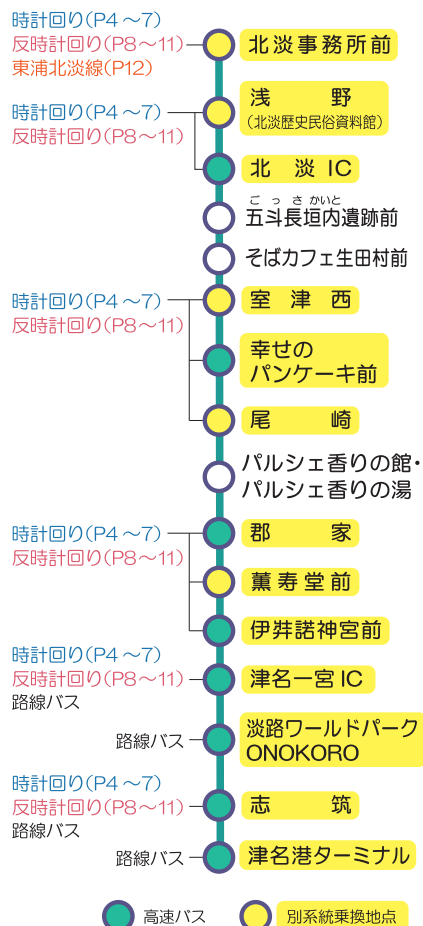 時計回り(P4～7)
反時計回り(P8～11)
東浦北淡線(P12)
北淡事務所前
時計回り(P4～7)
反時計回り(P8～11)
浅野
(北淡歴史民俗資料館)
北淡IC
ごっさかいと
五斗長垣内遺跡前
そばカフェ生田村前
時計回り(P4～7)
反時計回り(P8～11)
室津西
幸せの
パンケーキ前
尾崎
パルシェ香りの館・
パルシェ香りの湯
時計回り(P4～7)
反時計回り(P8～11)
郡家
薫寿堂前
伊弉諾神宮前
時計回り(P4～7)
反時計回り(P8～11)
路線バス
津名一宮IC
路線バス
淡路ワールドパーク
ONOKORO
時計回り(P4～7)
反時計回り(P8～11)
路線バス
志筑
路線バス
津名港ターミナル
高速バス
別系統乗換地点